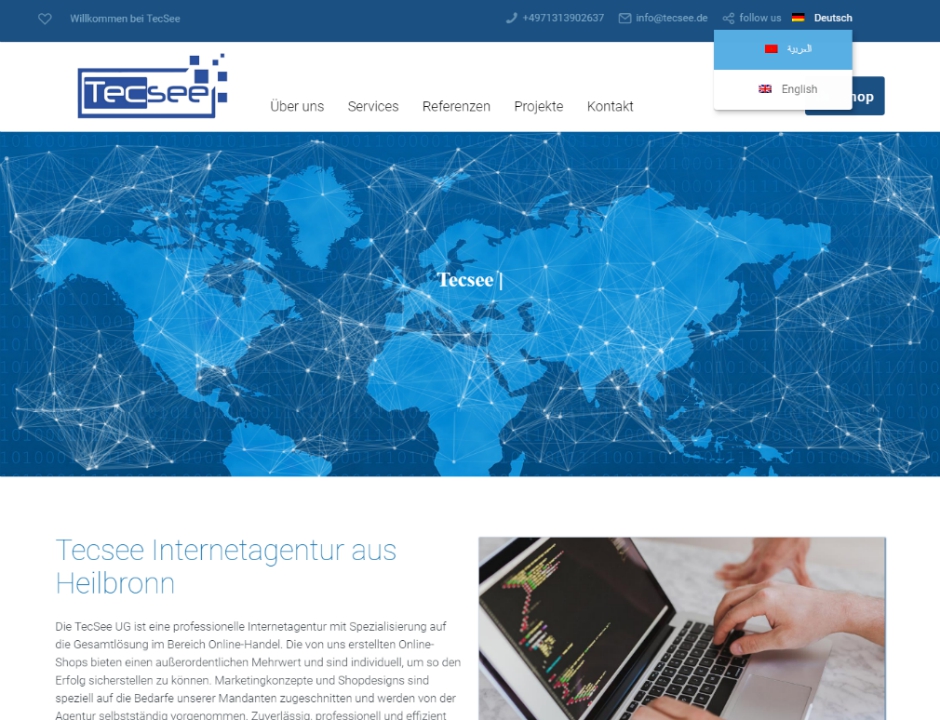 Willkommen bei TecSee
+4971313902637
info@tecsee.de
follow us
Deutsch
العربية
English
Tecsee
Über uns
Services
Referenzen
Projekte
Kontakt
Tecsee |
Tecsee Internetagentur aus
Heilbronn
Die TecSee UG ist eine professionelle Internetagentur mit Spezialisierung auf
die Gesamtlösung im Bereich Online-Handel. Die von uns erstellten Online-
Shops bieten einen außerordentlichen Mehrwert und sind individuell, um so den
Erfolg sicherstellen zu können. Marketingkonzepte und Shopdesigns sind
speziell auf die Bedarfe unserer Mandanten zugeschnitten und werden von der
Agentur selbstständig vorgenommen. Zuverlässig, professionell und effizient